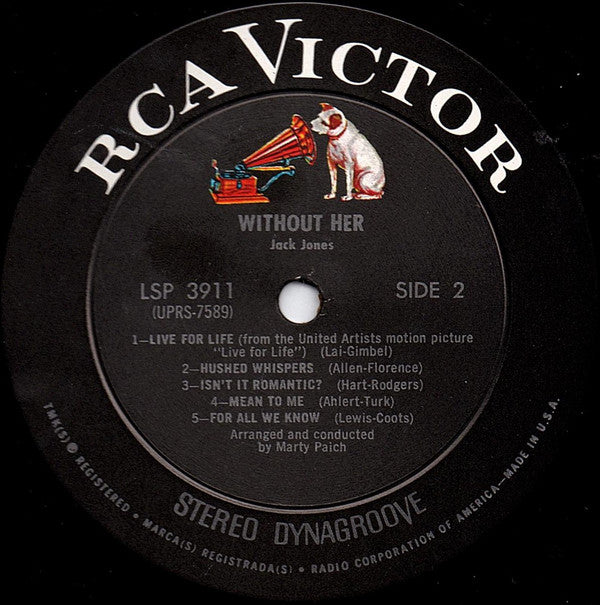 RCA VICTOR
WITHOUT HER
Jack Jones
LSP 3911
(UPRS-7589)
SIDE 2
1—LIVE FOR LIFE (from the United Artists motion picture
"Live for Life") (Lai-Gimbel)
2—HUSHED WHISPERS (Allen-Florence)
3—ISN'T IT ROMANTIC? (Hart-Rodgers)
4—MEAN TO ME (Ahlert-Turk)
5—FOR ALL WE KNOW (Lewis-Coots)
Arranged and conducted
by Marty Paich
STEREO DYNAGROOVE
TMK(S) ® REGISTERED • MARCA(S) REGISTRADA(S) • RADIO CORPORATION OF AMERICA—MADE IN U.S.A.